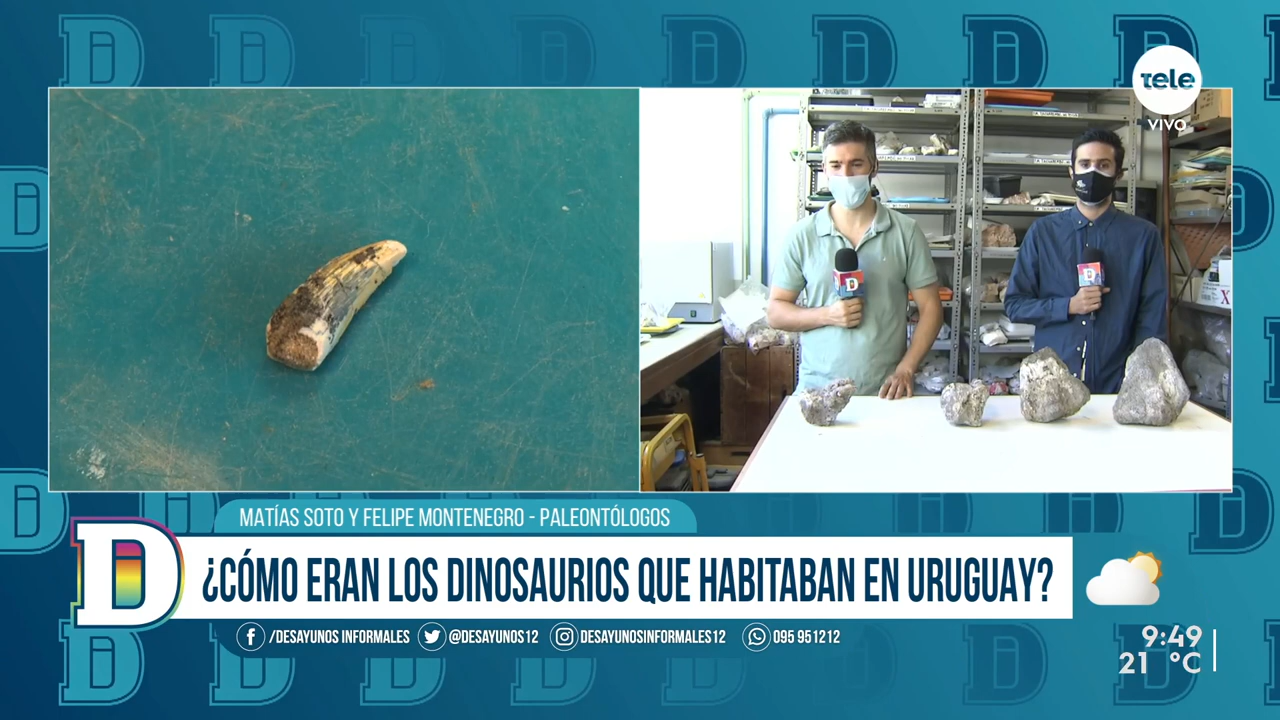 tele
VIVO
D
MATÍAS SOTO Y FELIPE MONTENEGRO - PALEONTÓLOGOS
Di
¿CÓMO ERAN LOS DINOSAURIOS QUE HABITABAN EN URUGUAY?
/DESAYUNOS INFORMALES @DESAYUNOS12 DESAYUNOSINFORMALES12 095 951212
9:49
21 °C